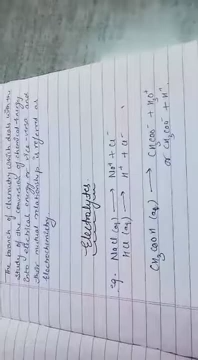 The branch of chemistry which deals with the
study of the conversion of chemical energy
into electrical energy or vice-versa and
their mutual relationship is referred as
Electrochemistry
Electrolytes
eg. NaCl (aq) ⟶ Na⁺ + Cl⁻
HCl (aq) ⟶ H⁺ + Cl⁻
CH₃COOH (aq) ⟶ CH₃COO⁻ + H₃O⁺
or CH₃COO⁻ + H⁺